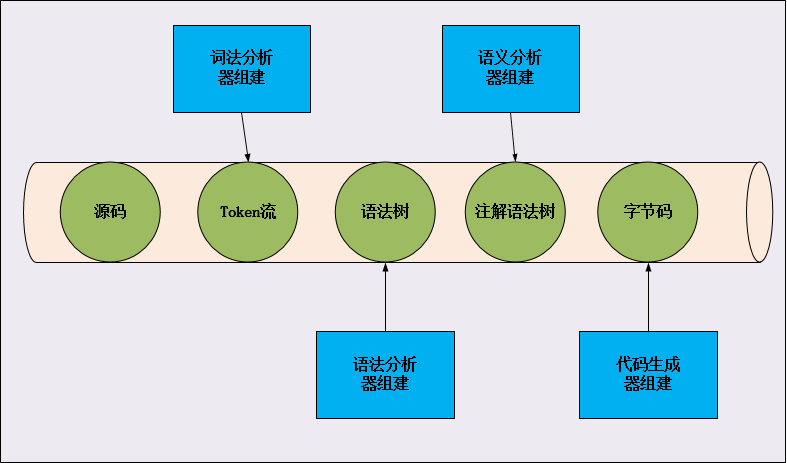 词法分析
器组建
语义分析
器组建
源码
Token流
语法树
注解语法树
字节码
语法分析
器组建
代码生成
器组建